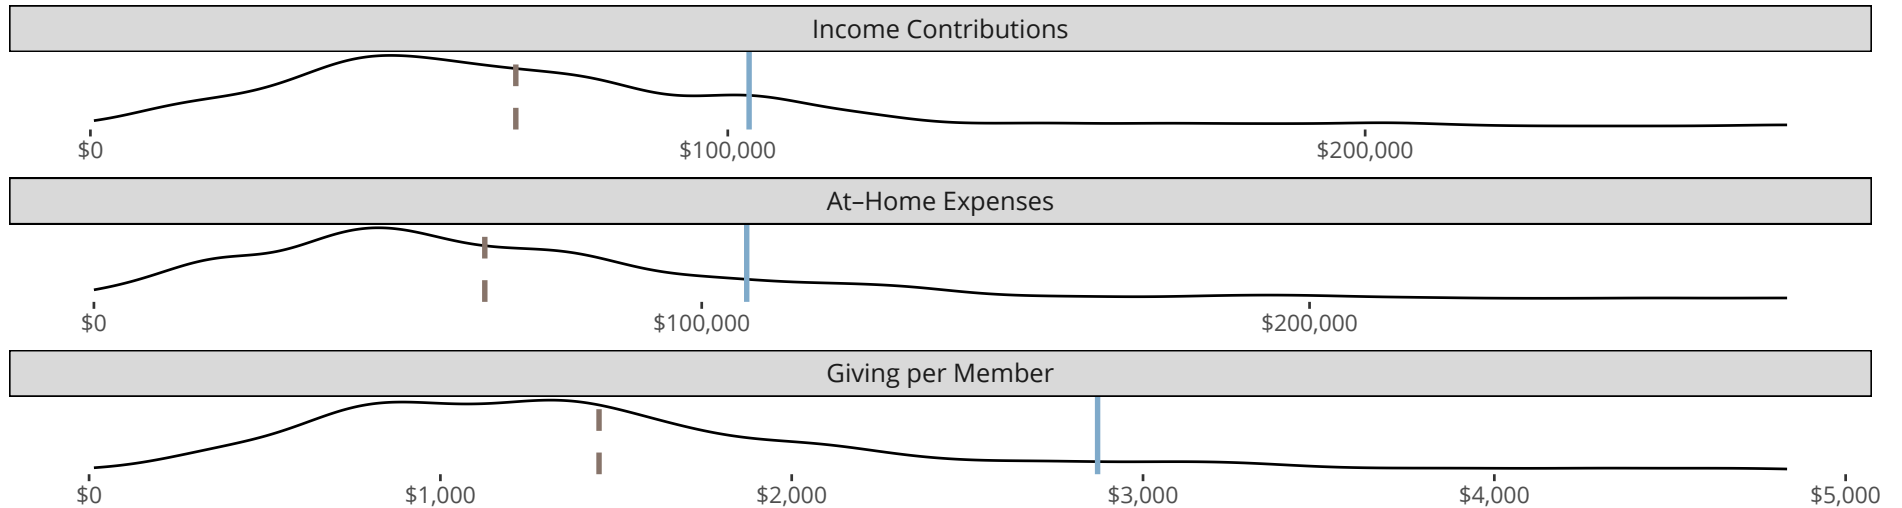 Income Contributions
$0 $100,000 $200,000
At–Home Expenses
$0 $100,000 $200,000
Giving per Member
$0 $1,000 $2,000 $3,000 $4,000 $5,000